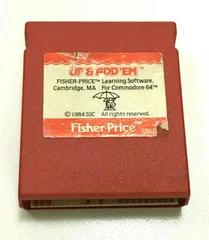 UP & ADD 'EM
FISHER-PRICE™ Learning Software.
Cambridge, MA For Commodore 64™
© 1984 SSC All rights reserved.
Fisher-Price